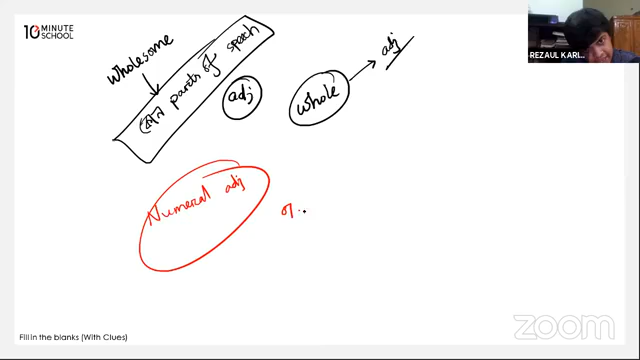 10 MINUTE SCHOOL
wholesome
কোন parts of speech
adj
whole
adj
Numeral adj
REZAUL KARI...
Fill in the blanks (With Clues)
zoom